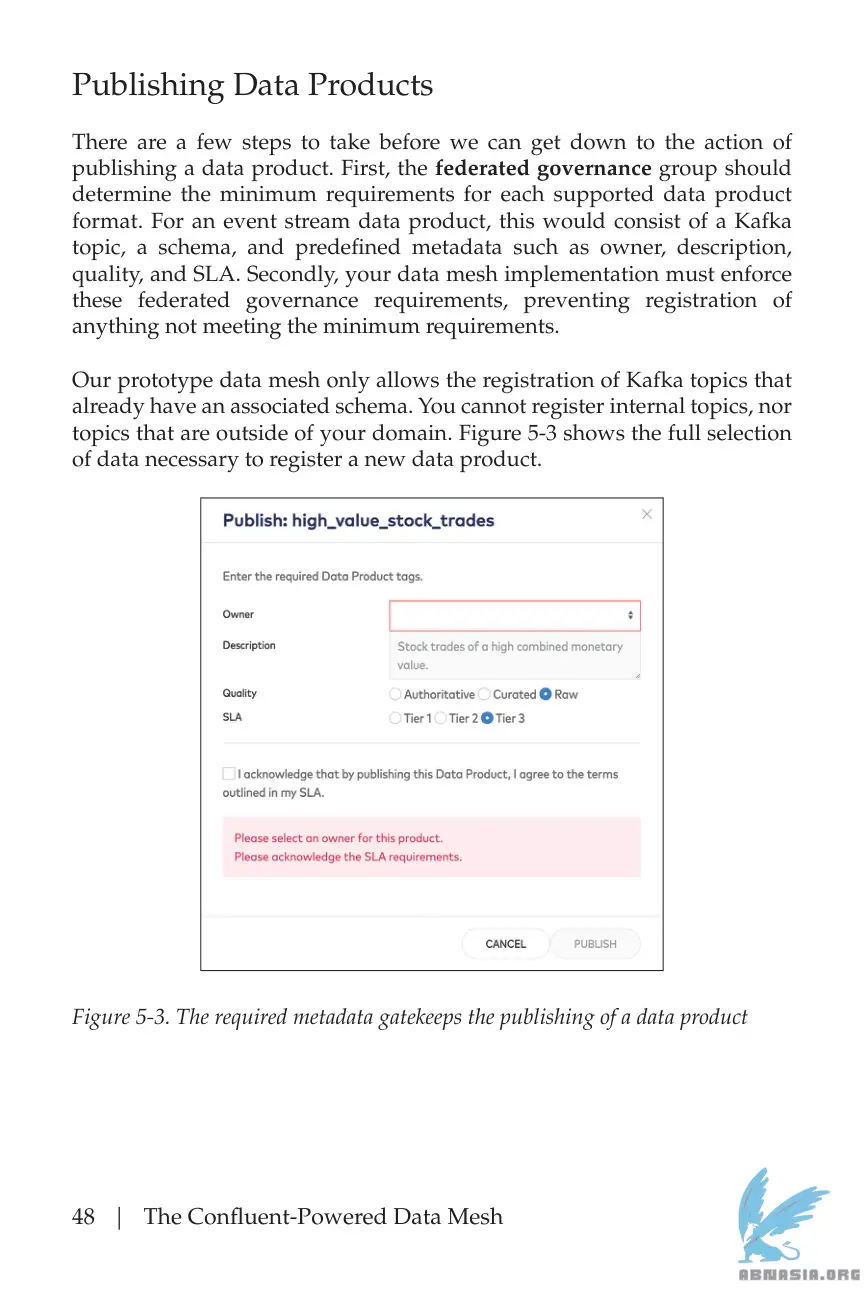 Publishing Data Products
There are a few steps to take before we can get down to the action of
publishing a data product. First, the federated governance group should
determine the minimum requirements for each supported data product
format. For an event stream data product, this would consist of a Kafka
topic, a schema, and predefined metadata such as owner, description,
quality, and SLA. Secondly, your data mesh implementation must enforce
these federated governance requirements, preventing registration of
anything not meeting the minimum requirements.
Our prototype data mesh only allows the registration of Kafka topics that
already have an associated schema. You cannot register internal topics, nor
topics that are outside of your domain. Figure 5-3 shows the full selection
of data necessary to register a new data product.
Publish: high_value_stock_trades
Enter the required Data Product tags.
Owner
Description Stock trades of a high combined monetary
value.
Quality Authoritative Curated Raw
SLA Tier 1 Tier 2 Tier 3
I acknowledge that by publishing this Data Product, I agree to the terms
outlined in my SLA.
Please select an owner for this product.
Please acknowledge the SLA requirements.
CANCEL PUBLISH
Figure 5-3. The required metadata gatekeeps the publishing of a data product
48 | The Confluent-Powered Data Mesh
ABNASIA.ORG